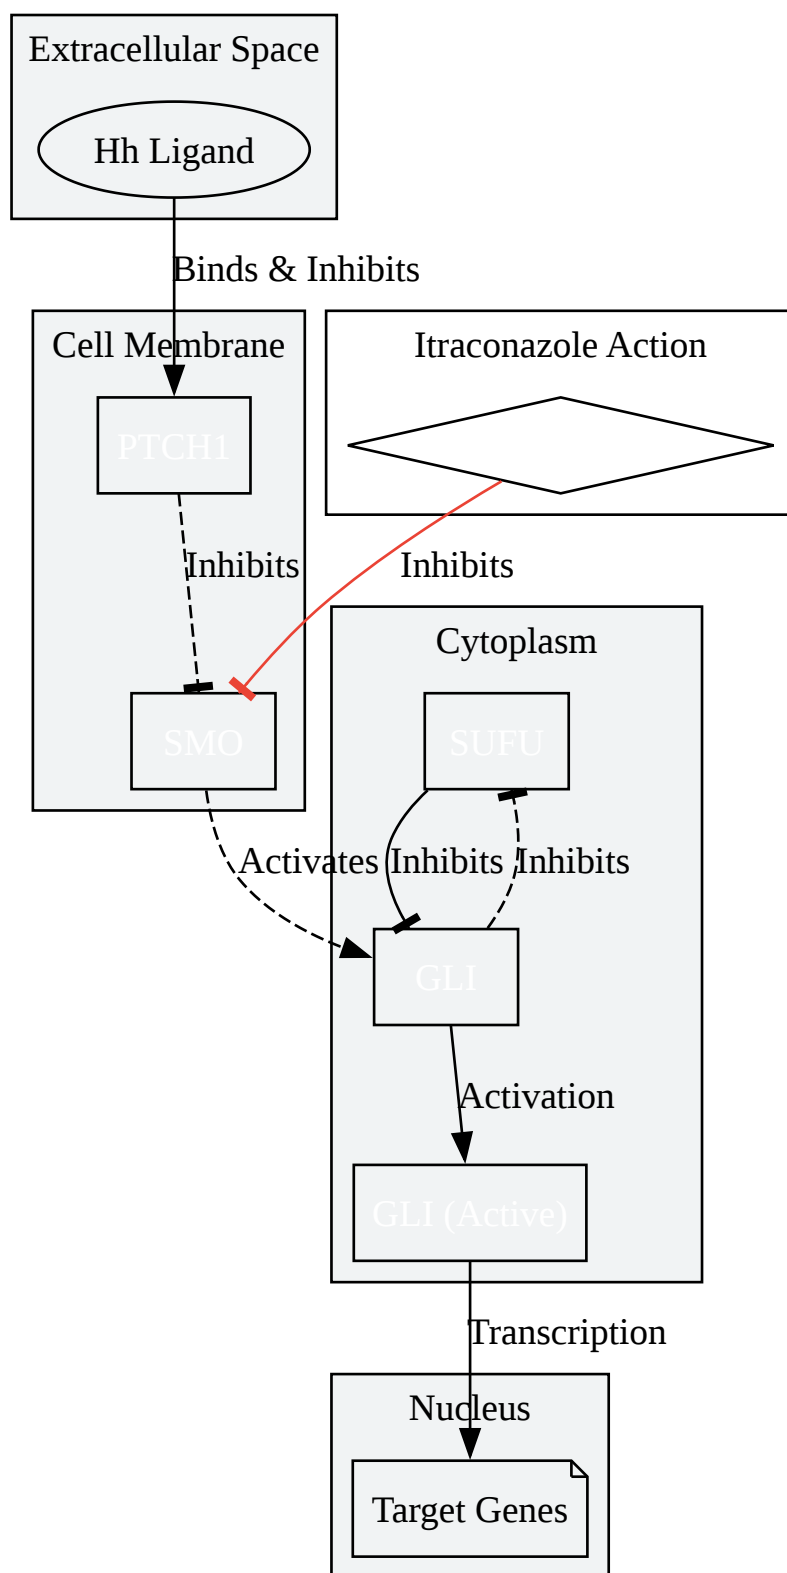 Extracellular Space
Hh Ligand
Binds & Inhibits
Cell Membrane
Itraconazole Action
PTCH1
Inhibits
Inhibits
Cytoplasm
SMO
SUFU
Activates
Inhibits
Inhibits
GLI
Activation
GLI (Active)
Transcription
Nucleus
Target Genes